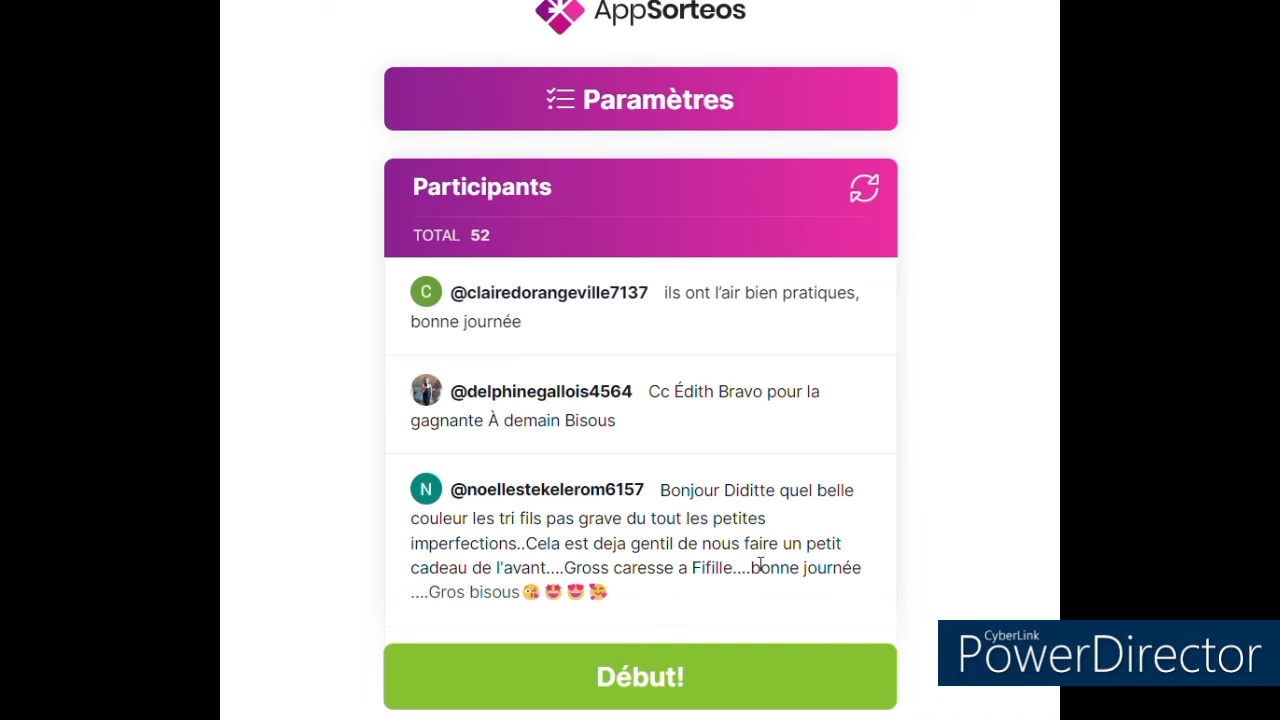 AppSorteos
Paramètres
Participants
TOTAL 52
C @clairedorangeville7137 ils ont l'air bien pratiques,
bonne journée
@delphinegallois4564 Cc Édith Bravo pour la
gagnante À demain Bisous
N @noellestekelerom6157 Bonjour Diditte quel belle
couleur les tri fils pas grave du tout les petites
imperfections..Cela est deja gentil de nous faire un petit
cadeau de l'avant....Gross caresse a Fifille....bonne journée
....Gros bisous😘🤩😍🥰
Début!
CyberLink
PowerDirector